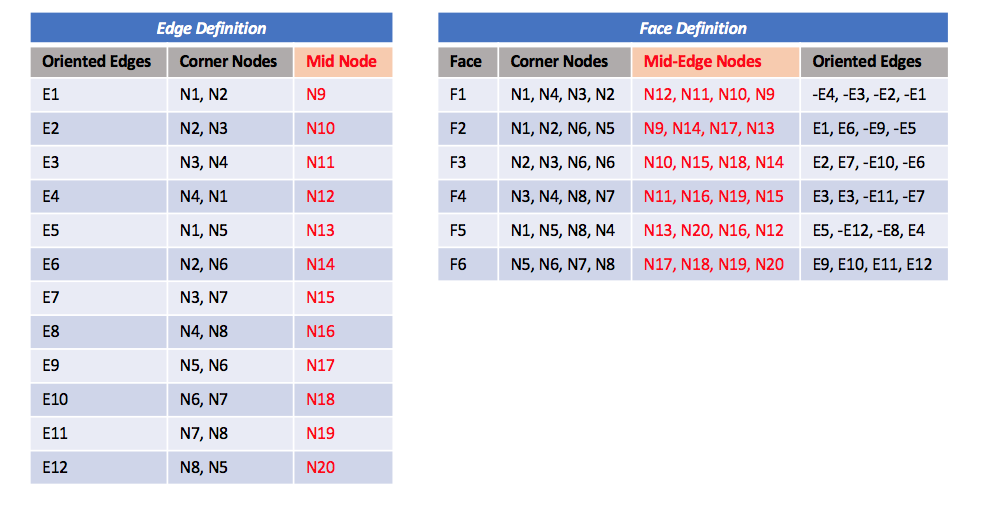 Edge Definition
Oriented Edges Corner Nodes Mid Node
E1 N1, N2 N9
E2 N2, N3 N10
E3 N3, N4 N11
E4 N4, N1 N12
E5 N1, N5 N13
E6 N2, N6 N14
E7 N3, N7 N15
E8 N4, N8 N16
E9 N5, N6 N17
E10 N6, N7 N18
E11 N7, N8 N19
E12 N8, N5 N20
Face Definition
Face Corner Nodes Mid-Edge Nodes Oriented Edges
F1 N1, N4, N3, N2 N12, N11, N10, N9 -E4, -E3, -E2, -E1
F2 N1, N2, N6, N5 N9, N14, N17, N13 E1, E6, -E9, -E5
F3 N2, N3, N6, N6 N10, N15, N18, N14 E2, E7, -E10, -E6
F4 N3, N4, N8, N7 N11, N16, N19, N15 E3, E3, -E11, -E7
F5 N1, N5, N8, N4 N13, N20, N16, N12 E5, -E12, -E8, E4
F6 N5, N6, N7, N8 N17, N18, N19, N20 E9, E10, E11, E12